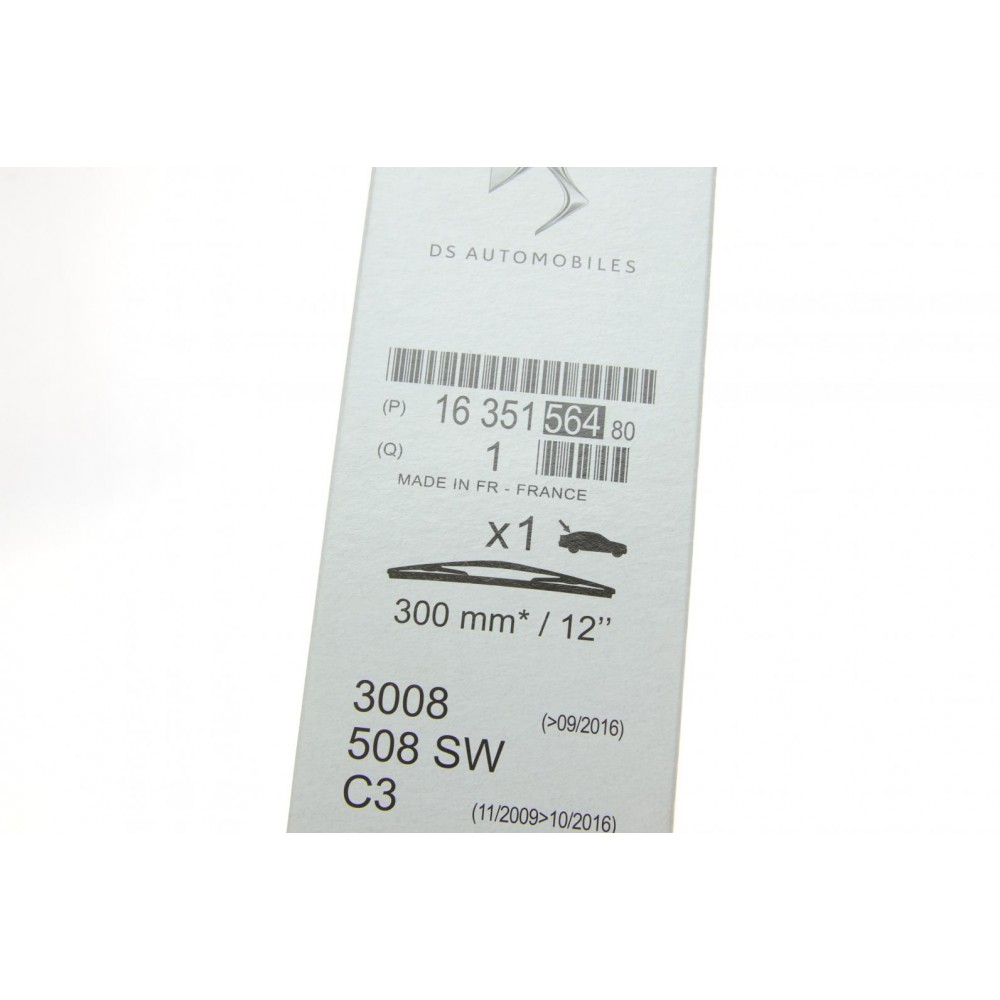 DS AUTOMOBILES
(P) 16 351 564 80
(Q) 1
MADE IN FR - FRANCE
x1
300 mm* / 12’’
3008 (>09/2016)
508 SW
C3 (11/2009>10/2016)